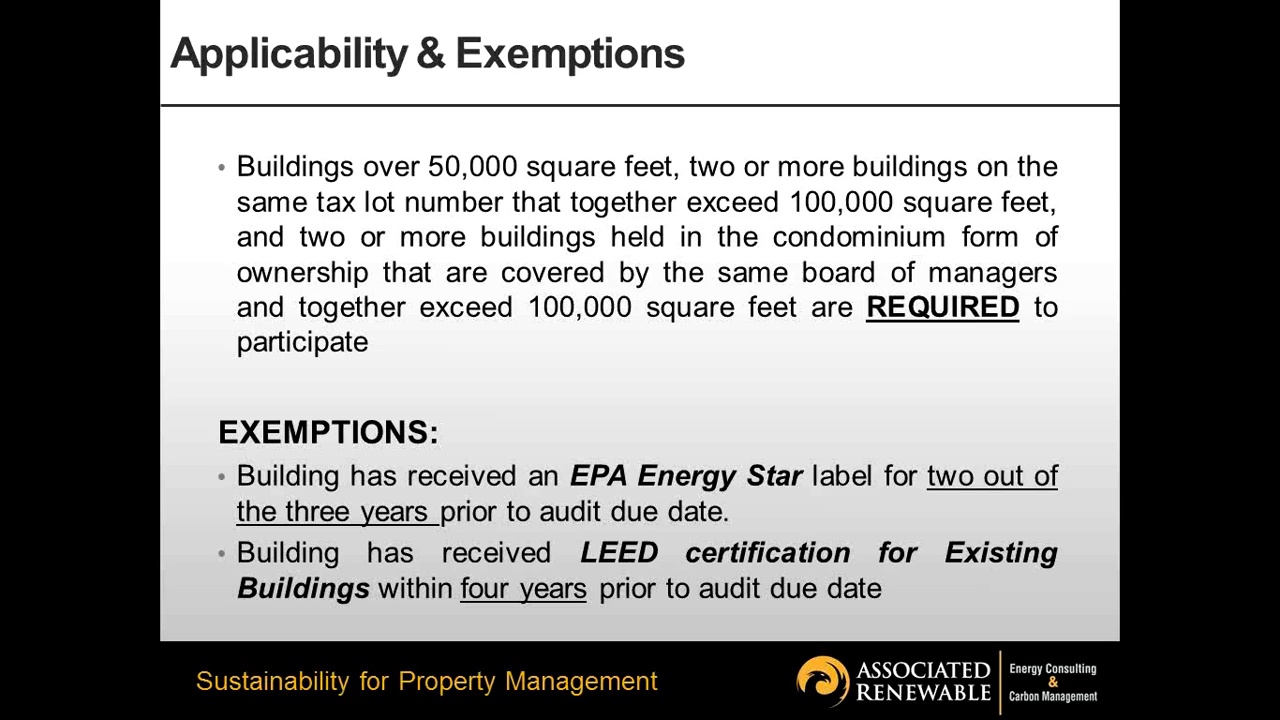 Applicability & Exemptions
• Buildings over 50,000 square feet, two or more buildings on the
same tax lot number that together exceed 100,000 square feet,
and two or more buildings held in the condominium form of
ownership that are covered by the same board of managers
and together exceed 100,000 square feet are REQUIRED to
participate
EXEMPTIONS:
• Building has received an EPA Energy Star label for two out of
the three years prior to audit due date.
• Building has received LEED certification for Existing
Buildings within four years prior to audit due date
Sustainability for Property Management
ASSOCIATED
RENEWABLE
Energy Consulting
&
Carbon Management